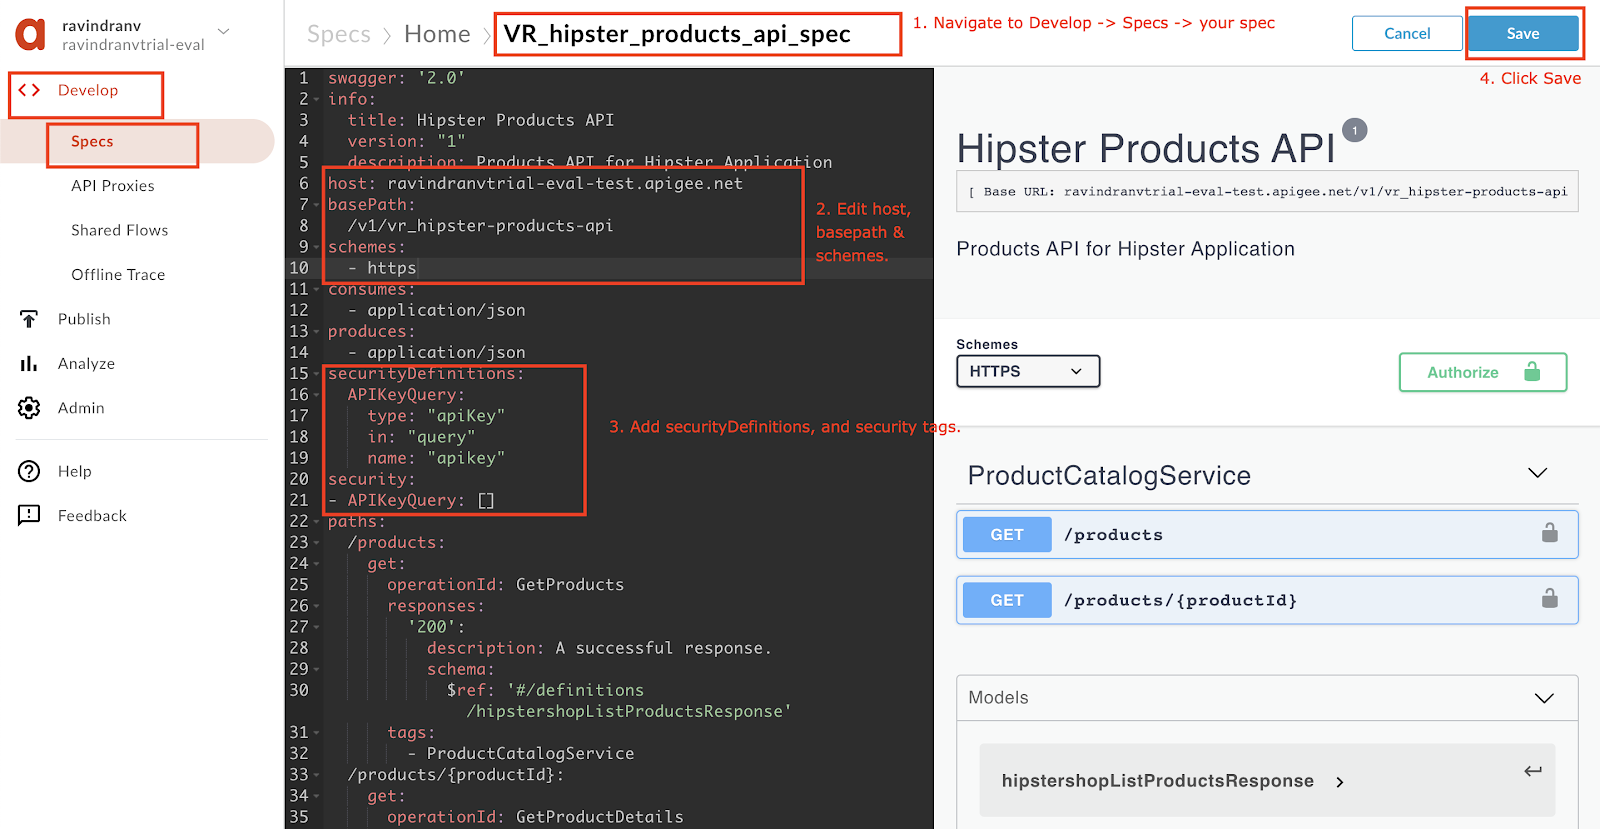 ravindranv
ravindranvtrial-eval
Develop
Specs
API Proxies
Shared Flows
Offline Trace
Publish
Analyze
Admin
Help
Feedback
Specs > Home > VR_hipster_products_api_spec
1. Navigate to Develop -> Specs -> your spec
Cancel
Save
4. Click Save
1 swagger: '2.0'
2 info:
3 title: Hipster Products API
4 version: "1"
5 description: Products API for Hipster Application
6 host: ravindranvtrial-eval-test.apigee.net
7 basePath:
8 /v1/vr_hipster-products-api
9 schemes:
10 - https
11 consumes:
12 - application/json
13 produces:
14 - application/json
15 securityDefinitions:
16 APIKeyQuery:
17 type: "apiKey"
18 in: "query"
19 name: "apikey"
20 security:
21 - APIKeyQuery: []
22 paths:
23 /products:
24 get:
25 operationId: GetProducts
26 responses:
27 '200':
28 description: A successful response.
29 schema:
30 $ref: '#/definitions
/hipstershopListProductsResponse'
31 tags:
32 - ProductCatalogService
33 /products/{productId}:
34 get:
35 operationId: GetProductDetails
2. Edit host,
basepath &
schemes.
3. Add securityDefinitions, and security tags.
Hipster Products API 1
[ Base URL: ravindranvtrial-eval-test.apigee.net/v1/vr_hipster-products-api
Products API for Hipster Application
Schemes
HTTPS
Authorize
ProductCatalogService
GET /products
GET /products/{productId}
Models
hipstershopListProductsResponse >